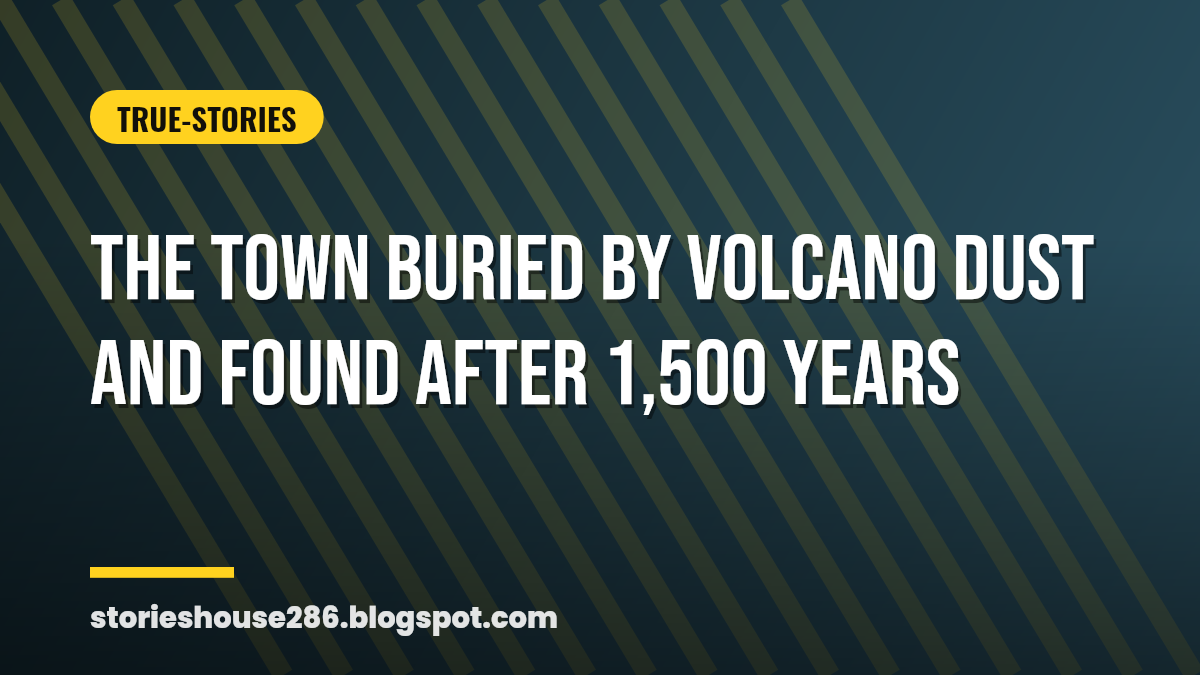 TRUE-STORIES
THE TOWN BURIED BY VOLCANO DUST
AND FOUND AFTER 1,500 YEARS
storieshouse286.blogspot.com